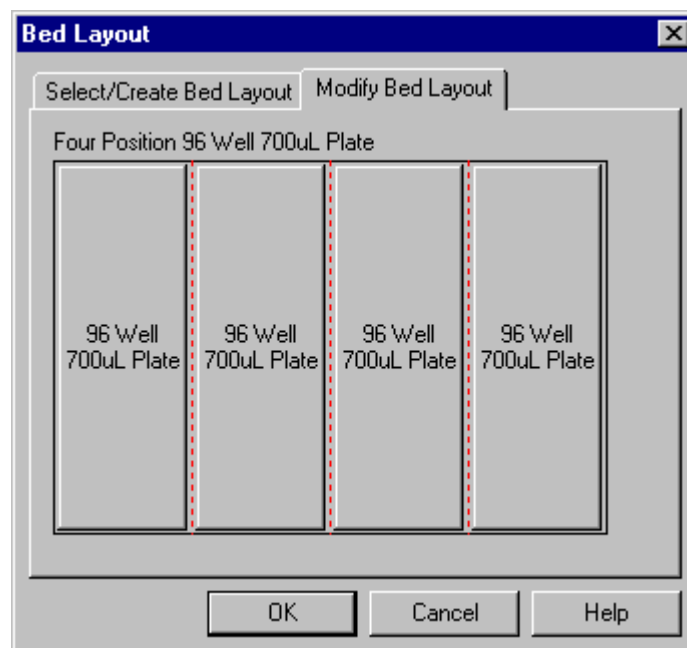 Bed Layout
Select/Create Bed Layout
Modify Bed Layout
Four Position 96 Well 700uL Plate
96 Well
700uL Plate
96 Well
700uL Plate
96 Well
700uL Plate
96 Well
700uL Plate
OK
Cancel
Help